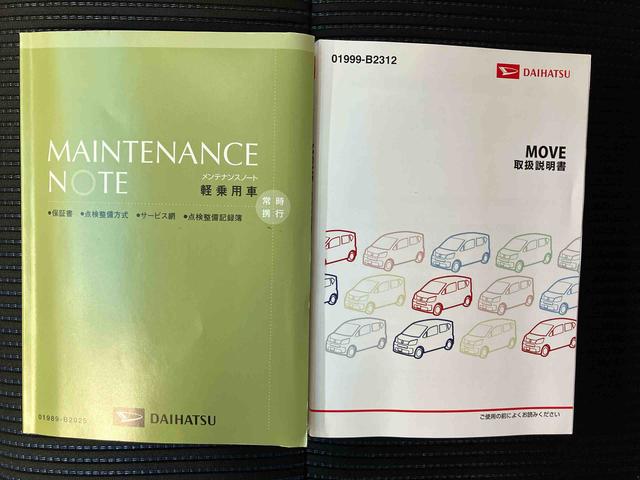 MAINTENANCE
NOTE
メンテナンスノート
軽乗用車
常時
携行
●保証書 ●点検整備方式 ●サービス網 ●点検整備記録簿
01989-B2025
DAIHATSU
01999-B2312
DAIHATSU
MOVE
取扱説明書
ご使用の前によくお読みください